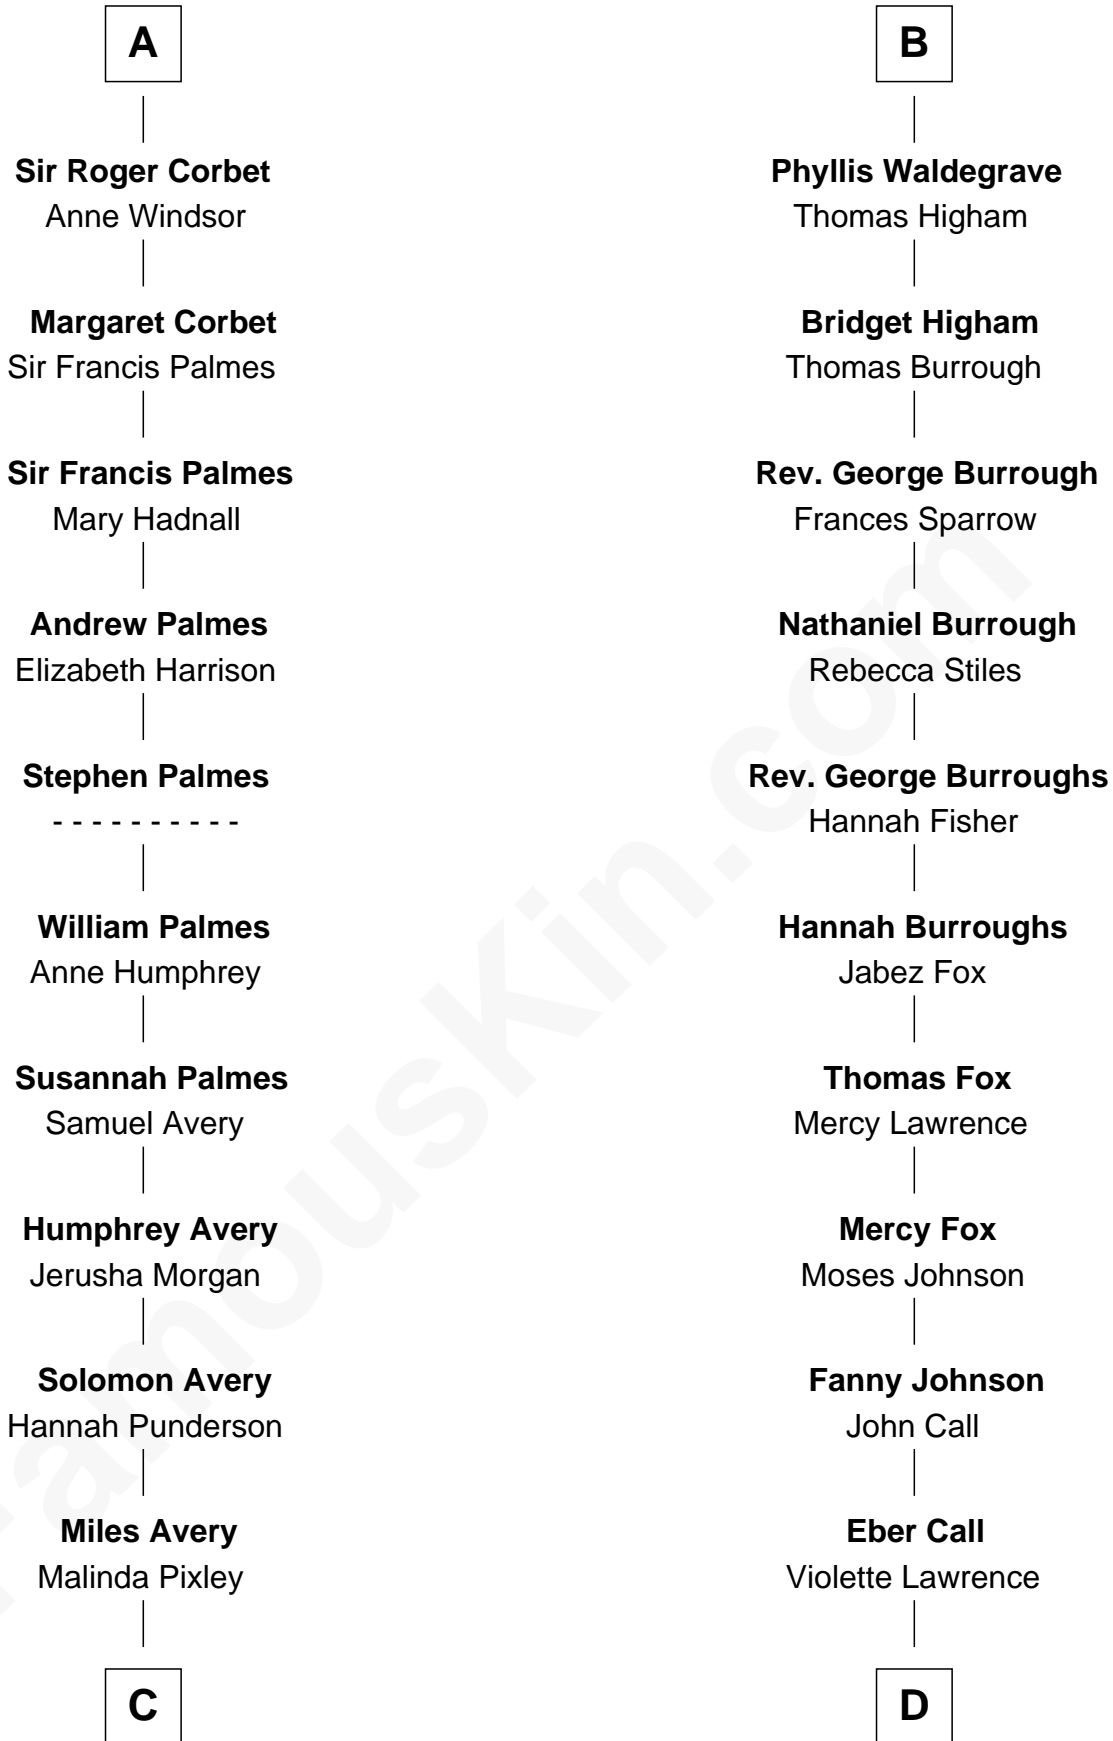 A
Sir Roger Corbet
Anne Windsor
Margaret Corbet
Sir Francis Palmes
Sir Francis Palmes
Mary Hadnall
Andrew Palmes
Elizabeth Harrison
Stephen Palmes
- - - - - - - - - -
William Palmes
Anne Humphrey
Susannah Palmes
Samuel Avery
Humphrey Avery
Jerusha Morgan
Solomon Avery
Hannah Punderson
Miles Avery
Malinda Pixley
C
B
Phyllis Waldegrave
Thomas Higham
Bridget Higham
Thomas Burrough
Rev. George Burrough
Frances Sparrow
Nathaniel Burrough
Rebecca Stiles
Rev. George Burroughs
Hannah Fisher
Hannah Burroughs
Jabez Fox
Thomas Fox
Mercy Lawrence
Mercy Fox
Moses Johnson
Fanny Johnson
John Call
Eber Call
Violette Lawrence
D
FamousKin.com